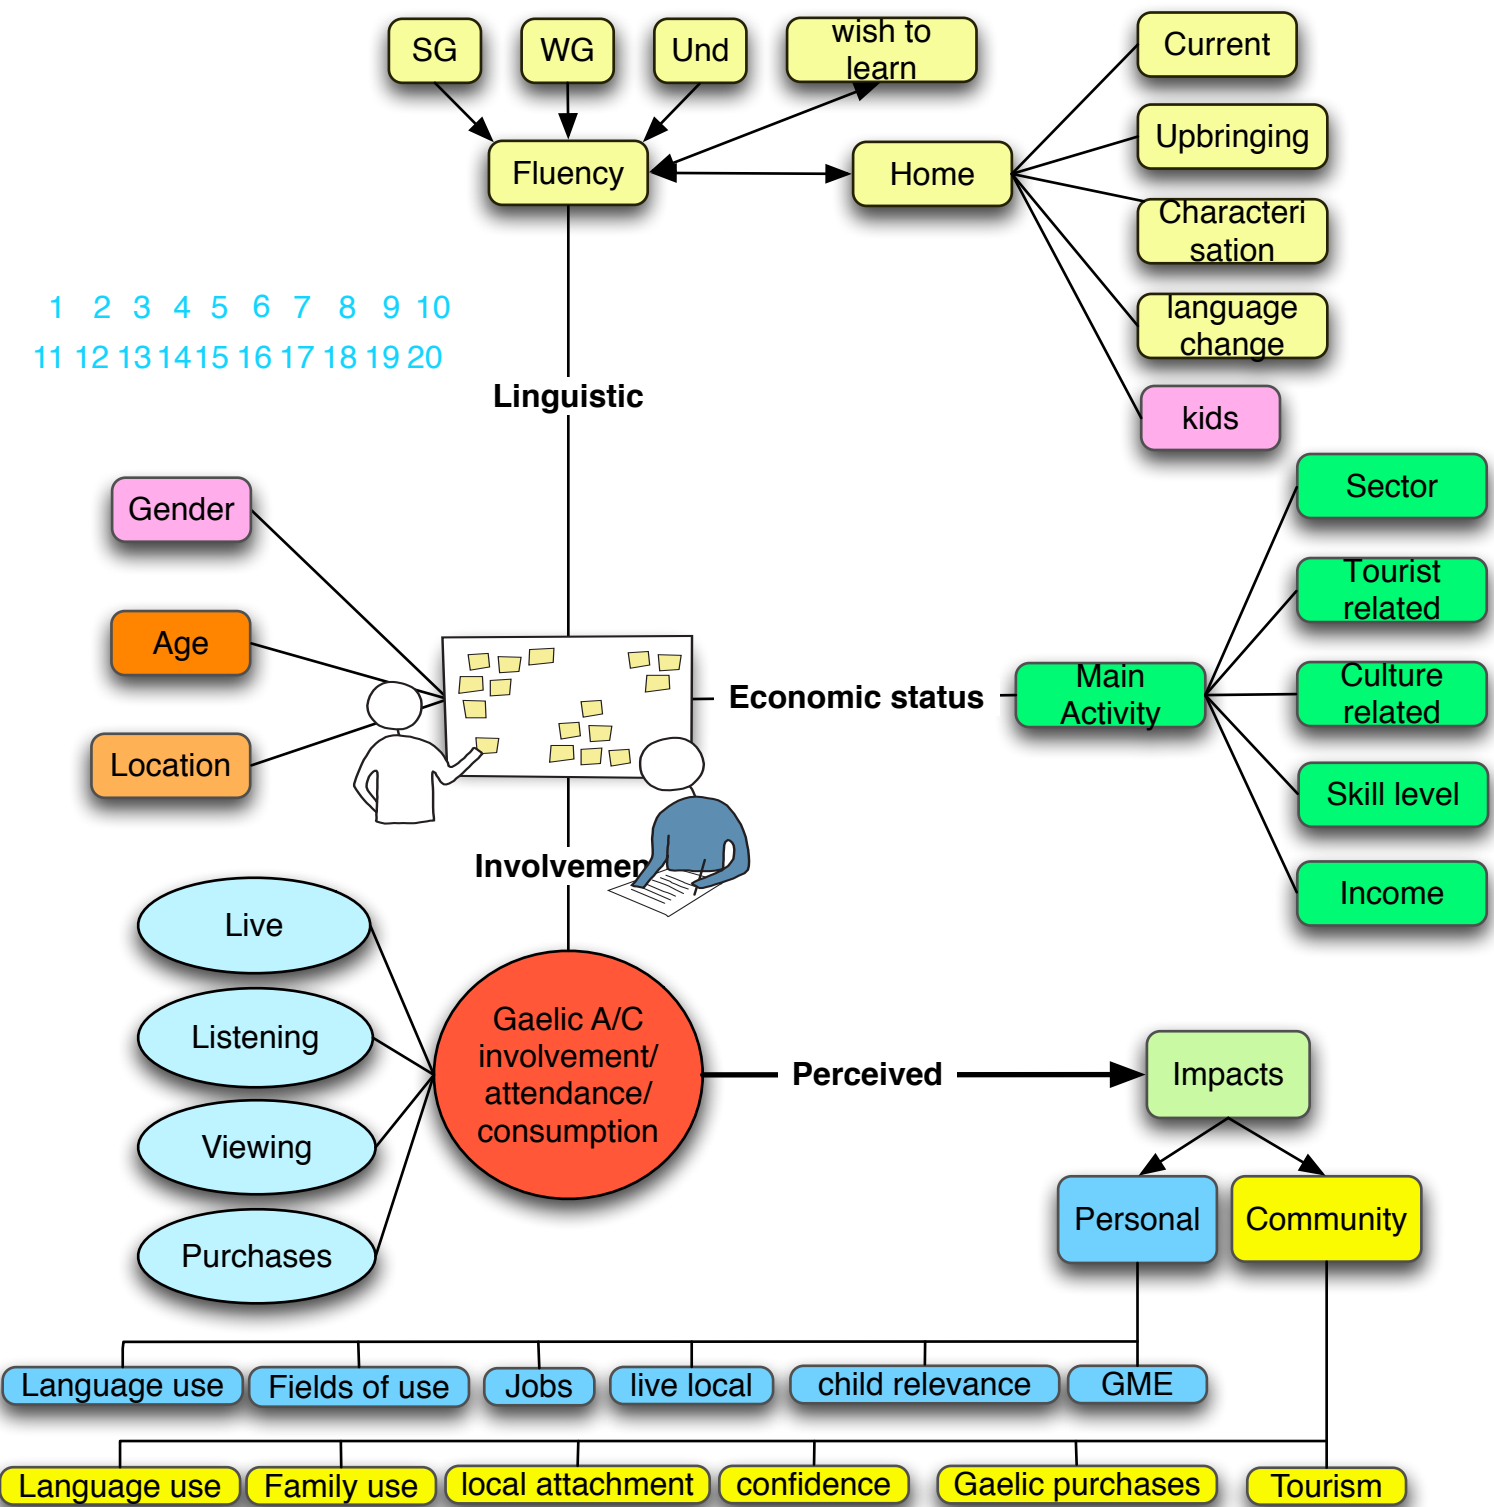 SG
WG
Und
wish to
learn
Current
Fluency
Home
Upbringing
Characteri
sation
1 2 3 4 5 6 7 8 9 10
11 12 13 14 15 16 17 18 19 20
language
change
Linguistic
kids
Gender
Sector
Age
Tourist
related
Location
Economic status
Main
Activity
Culture
related
Skill level
Involvemen
Income
Live
Listening
Viewing
Purchases
Gaelic A/C
involvement/
attendance/
consumption
Perceived
Impacts
Personal
Community
Language use
Fields of use
Jobs
live local
child relevance
GME
Language use
Family use
local attachment
confidence
Gaelic purchases
Tourism